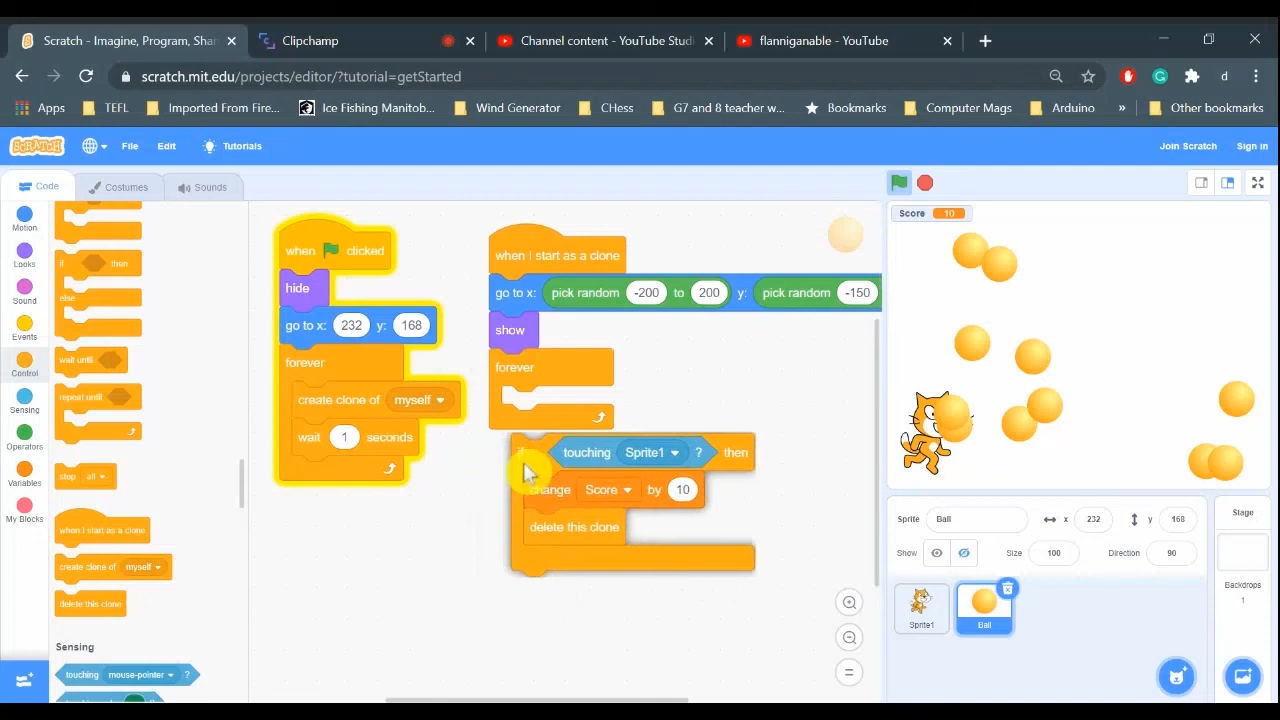 Scratch - Imagine, Program, Shar
Clipchamp
Channel content - YouTube Studi
flanniganable - YouTube
scratch.mit.edu/projects/editor/?tutorial=getStarted
d
Apps
TEFL
Imported From Fire...
Ice Fishing Manitob...
Wind Generator
CHess
G7 and 8 teacher w...
Bookmarks
Computer Mags
Arduino
»
Other bookmarks
SCRATCH
File
Edit
Tutorials
Join Scratch
Sign in
Code
Costumes
Sounds
Motion
Looks
Sound
Events
Control
Sensing
Operators
Variables
My Blocks
if then
else
wait until
repeat until
stop all
when I start as a clone
create clone of myself
delete this clone
Sensing
touching mouse-pointer ?
when clicked
hide
go to x: 232 y: 168
forever
create clone of myself
wait 1 seconds
when I start as a clone
go to x: pick random -200 to 200 y: pick random -150
show
forever
touching Sprite1 ? then
change Score by 10
delete this clone
Score 10
Sprite Ball x 232 y 168
Show Size 100 Direction 90
Sprite1
Ball
Stage
Backdrops
1